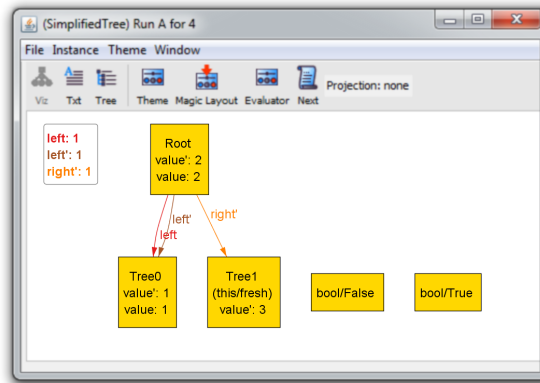 (SimplifiedTree) Run A for 4
File Instance Theme Window
Viz Txt Tree Theme Magic Layout Evaluator Next Projection: none
left: 1
left': 1
right': 1
Root
value': 2
value: 2
left'
right'
left
Tree0
value': 1
value: 1
Tree1
(this/fresh)
value': 3
bool/False
bool/True